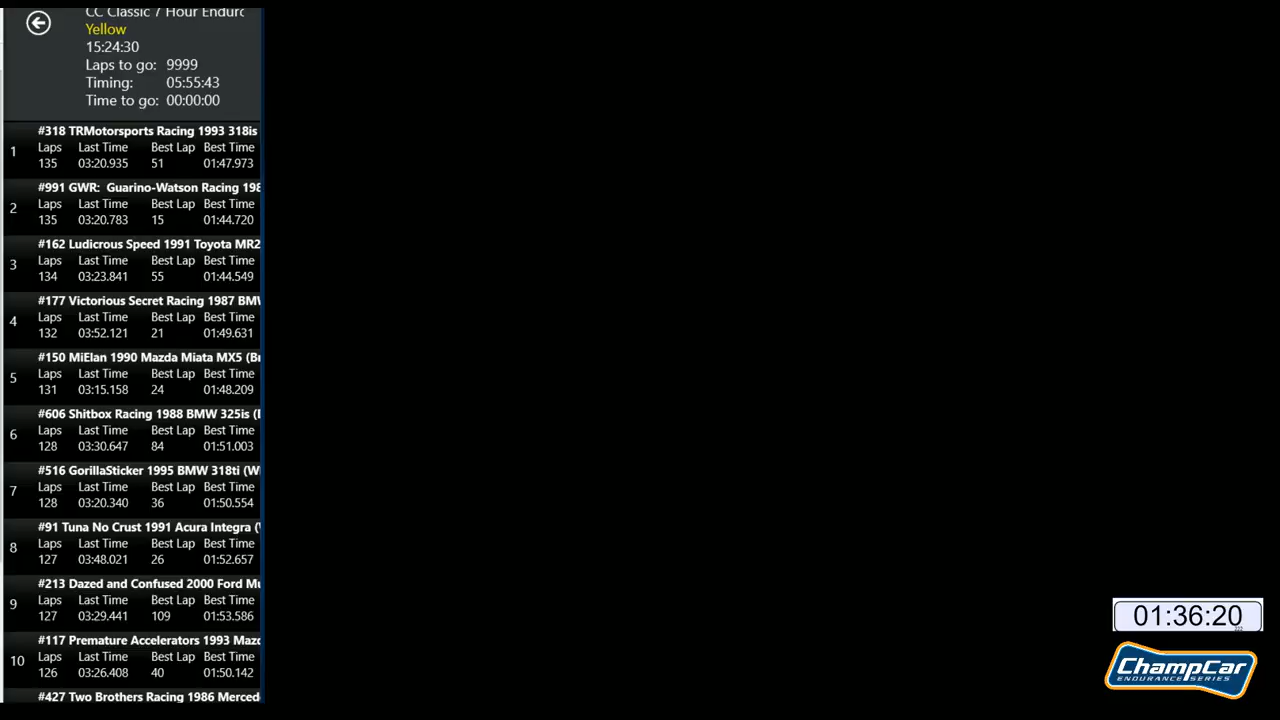 CC Classic 7 Hour Endurc
Yellow
15:24:30
Laps to go: 9999
Timing: 05:55:43
Time to go: 00:00:00
#318 TRMotorsports Racing 1993 318is
1
Laps Last Time Best Lap Best Time
135 03:20.935 51 01:47.973
#991 GWR: Guarino-Watson Racing 198
2
Laps Last Time Best Lap Best Time
135 03:20.783 15 01:44.720
#162 Ludicrous Speed 1991 Toyota MR2
3
Laps Last Time Best Lap Best Time
134 03:23.841 55 01:44.549
#177 Victorious Secret Racing 1987 BMW
4
Laps Last Time Best Lap Best Time
132 03:52.121 21 01:49.631
#150 MiElan 1990 Mazda Miata MX5 (Br
5
Laps Last Time Best Lap Best Time
131 03:15.158 24 01:48.209
#606 Shitbox Racing 1988 BMW 325is (
6
Laps Last Time Best Lap Best Time
128 03:30.647 84 01:51.003
#516 GorillaSticker 1995 BMW 318ti (Wi
7
Laps Last Time Best Lap Best Time
128 03:20.340 36 01:50.554
#91 Tuna No Crust 1991 Acura Integra (
8
Laps Last Time Best Lap Best Time
127 03:48.021 26 01:52.657
#213 Dazed and Confused 2000 Ford Mu
9
Laps Last Time Best Lap Best Time
127 03:29.441 109 01:53.586
#117 Premature Accelerators 1993 Mazd
10
Laps Last Time Best Lap Best Time
126 03:26.408 40 01:50.142
#427 Two Brothers Racing 1986 Merced
01:36:20
ChampCar
ENDURANCE SERIES